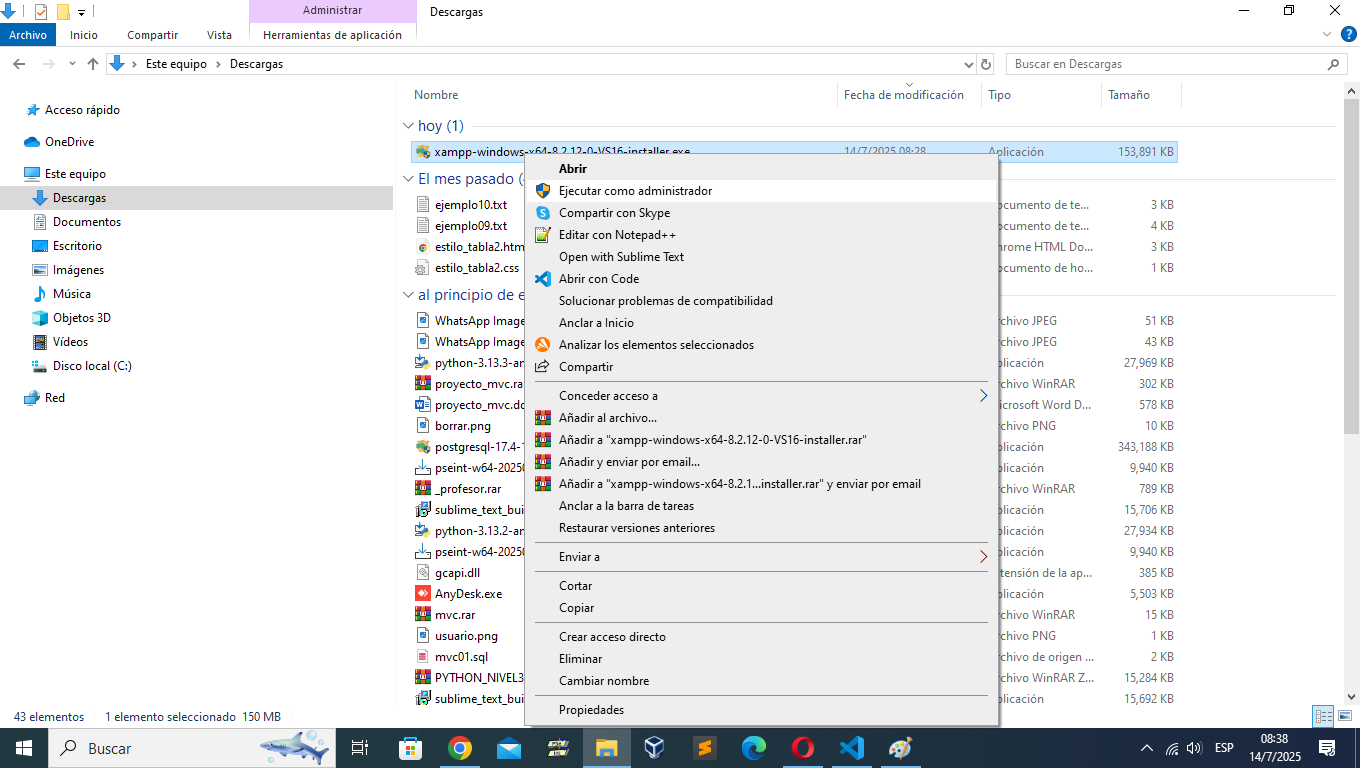 Administrar
Descargas
Archivo
Inicio
Compartir
Vista
Herramientas de aplicación
Este equipo
Descargas
Buscar en Descargas
Nombre
Fecha de modificación
Tipo
Tamaño
Acceso rápido
OneDrive
Este equipo
Descargas
Documentos
Escritorio
Imágenes
Música
Objetos 3D
Vídeos
Disco local (C:)
Red
hoy (1)
xampp-windows-x64-8.2.12-0-VS16-installer.exe 14/7/2025 08:28 Aplicación 153,891 KB
El mes pasado (
ejemplo10.txt ocumento de te... 3 KB
ejemplo09.txt ocumento de te... 4 KB
estilo_tabla2.htm hrome HTML Do... 3 KB
estilo_tabla2.css ocumento de ho... 1 KB
al principio de e
WhatsApp Image rchivo JPEG 51 KB
WhatsApp Image rchivo JPEG 43 KB
python-3.13.3-a plicación 27,969 KB
proyecto_mvc.ra rchivo WinRAR 302 KB
proyecto_mvc.do icrosoft Word D... 578 KB
borrar.png rchivo PNG 10 KB
postgresql-17.4-1 plicación 343,188 KB
pseint-w64-2025 plicación 9,940 KB
_profesor.rar rchivo WinRAR 789 KB
sublime_text_bui plicación 15,706 KB
python-3.13.2-a plicación 27,934 KB
pseint-w64-2025 plicación 9,940 KB
gcapi.dll tensión de la ap... 385 KB
AnyDesk.exe plicación 5,503 KB
mvc.rar rchivo WinRAR 15 KB
usuario.png rchivo PNG 1 KB
mvc01.sql rchivo de origen ... 2 KB
PYTHON_NIVEL3 rchivo WinRAR Z... 15,284 KB
sublime_text_bui plicación 15,692 KB
Abrir
Ejecutar como administrador
Compartir con Skype
Editar con Notepad++
Open with Sublime Text
Abrir con Code
Solucionar problemas de compatibilidad
Anclar a Inicio
Analizar los elementos seleccionados
Compartir
Conceder acceso a
Añadir al archivo...
Añadir a "xampp-windows-x64-8.2.12-0-VS16-installer.rar"
Añadir y enviar por email...
Añadir a "xampp-windows-x64-8.2.1...installer.rar" y enviar por email
Anclar a la barra de tareas
Restaurar versiones anteriores
Enviar a
Cortar
Copiar
Crear acceso directo
Eliminar
Cambiar nombre
Propiedades
43 elementos
1 elemento seleccionado 150 MB
Buscar
ESP
08:38
14/7/2025